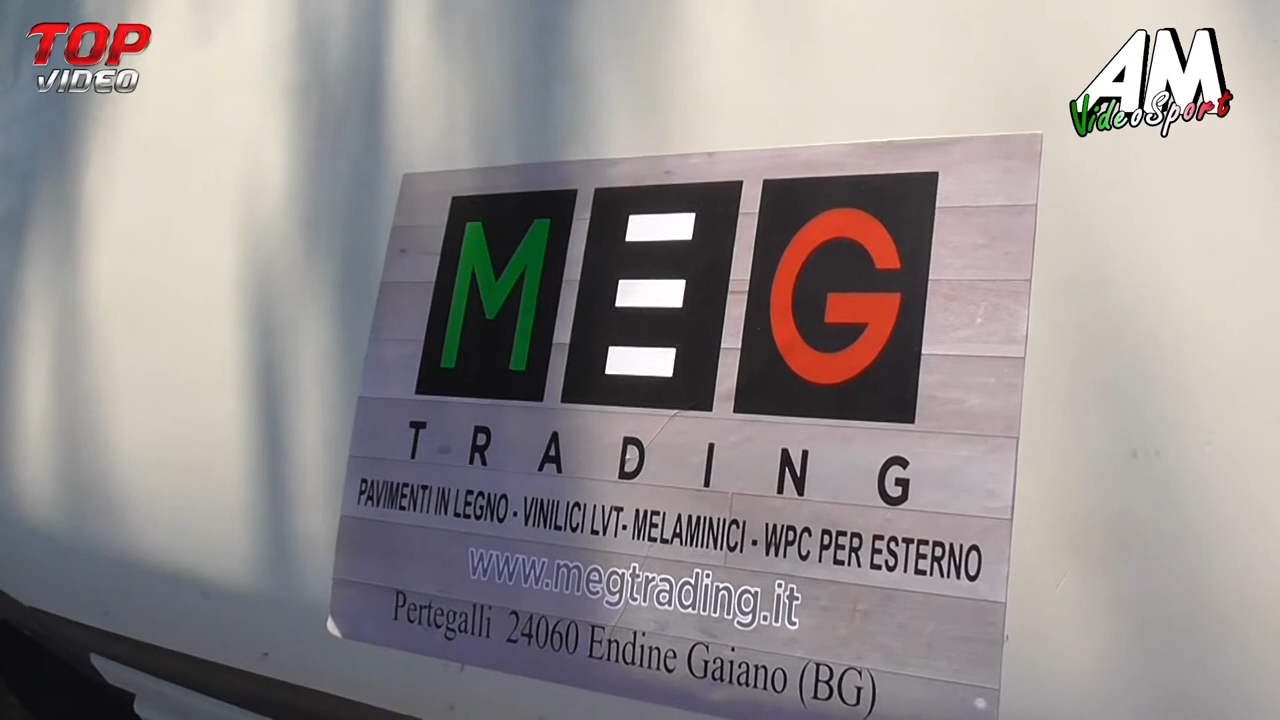 TOP
VIDEO
AM
VideoSport
MEG
TRADING
PAVIMENTI IN LEGNO - VINILICI LVT- MELAMINICI - WPC PER ESTERNO
www.megtrading.it
Pertegalli 24060 Endine Gaiano (BG)